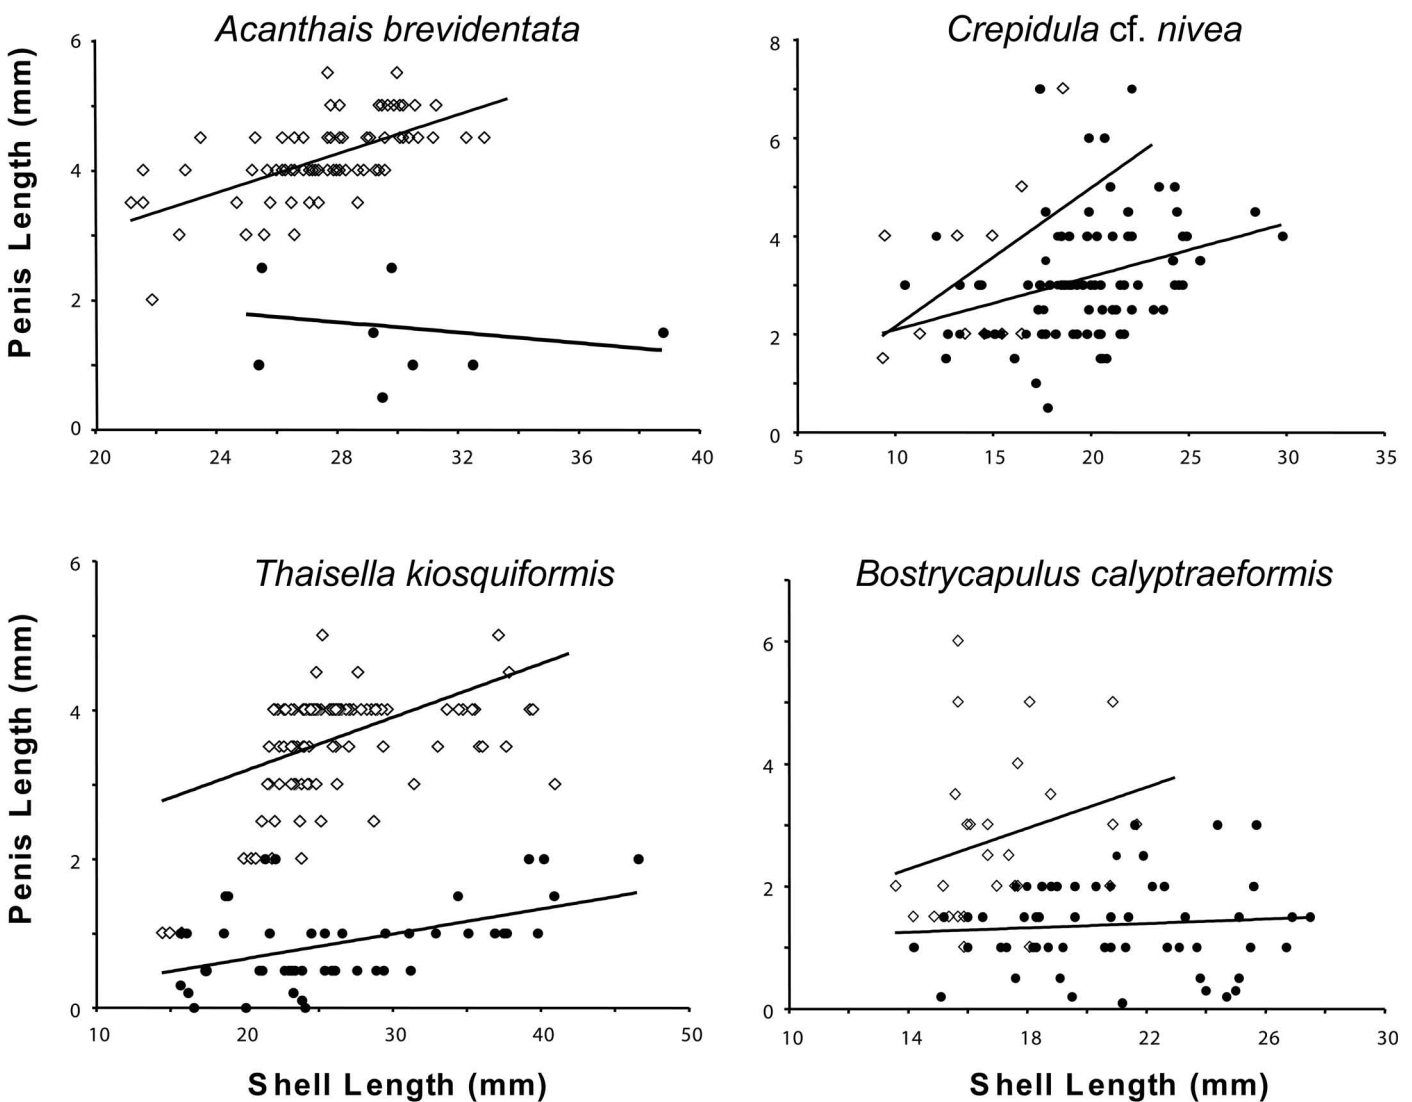 Acanthais brevidentata
Penis Length (mm)
6
4
2
0
20 24 28 32 36 40
Crepidula cf. nivea
8
6
4
2
0
5 10 15 20 25 30 35
Thaisella kiosquiformis
Penis Length (mm)
6
4
2
0
10 20 30 40 50
Shell Length (mm)
Bostrycapulus calyptraeformis
6
4
2
0
10 14 18 22 26 30
Shell Length (mm)